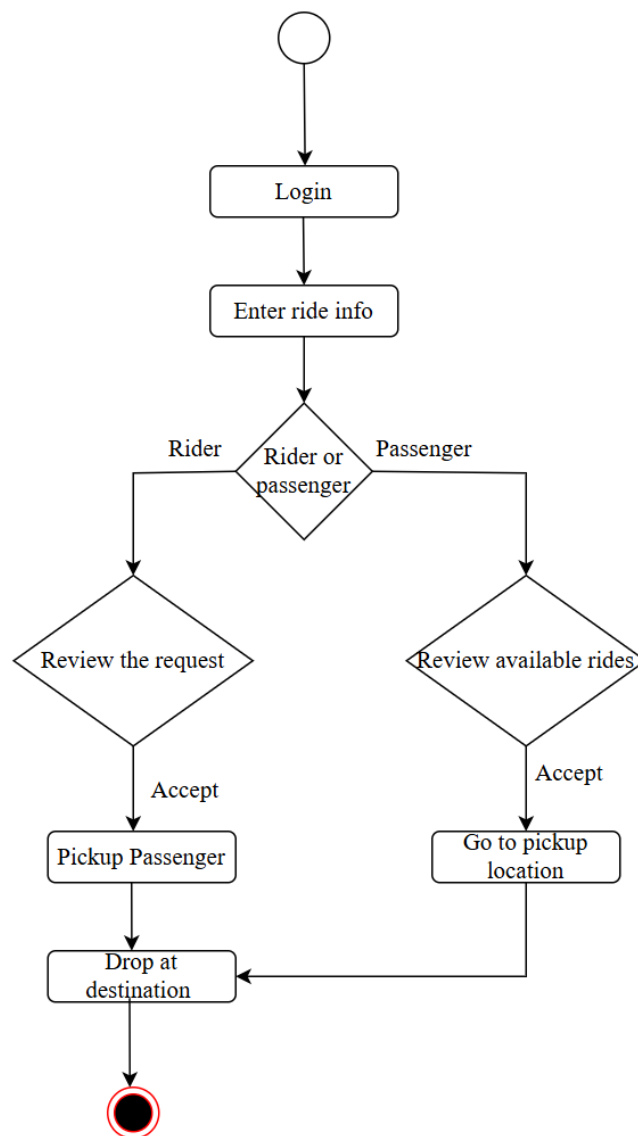 Login
Enter ride info
Rider
Rider or
passenger
Passenger
Review the request
Review available rides
Accept
Accept
Pickup Passenger
Go to pickup
location
Drop at
destination